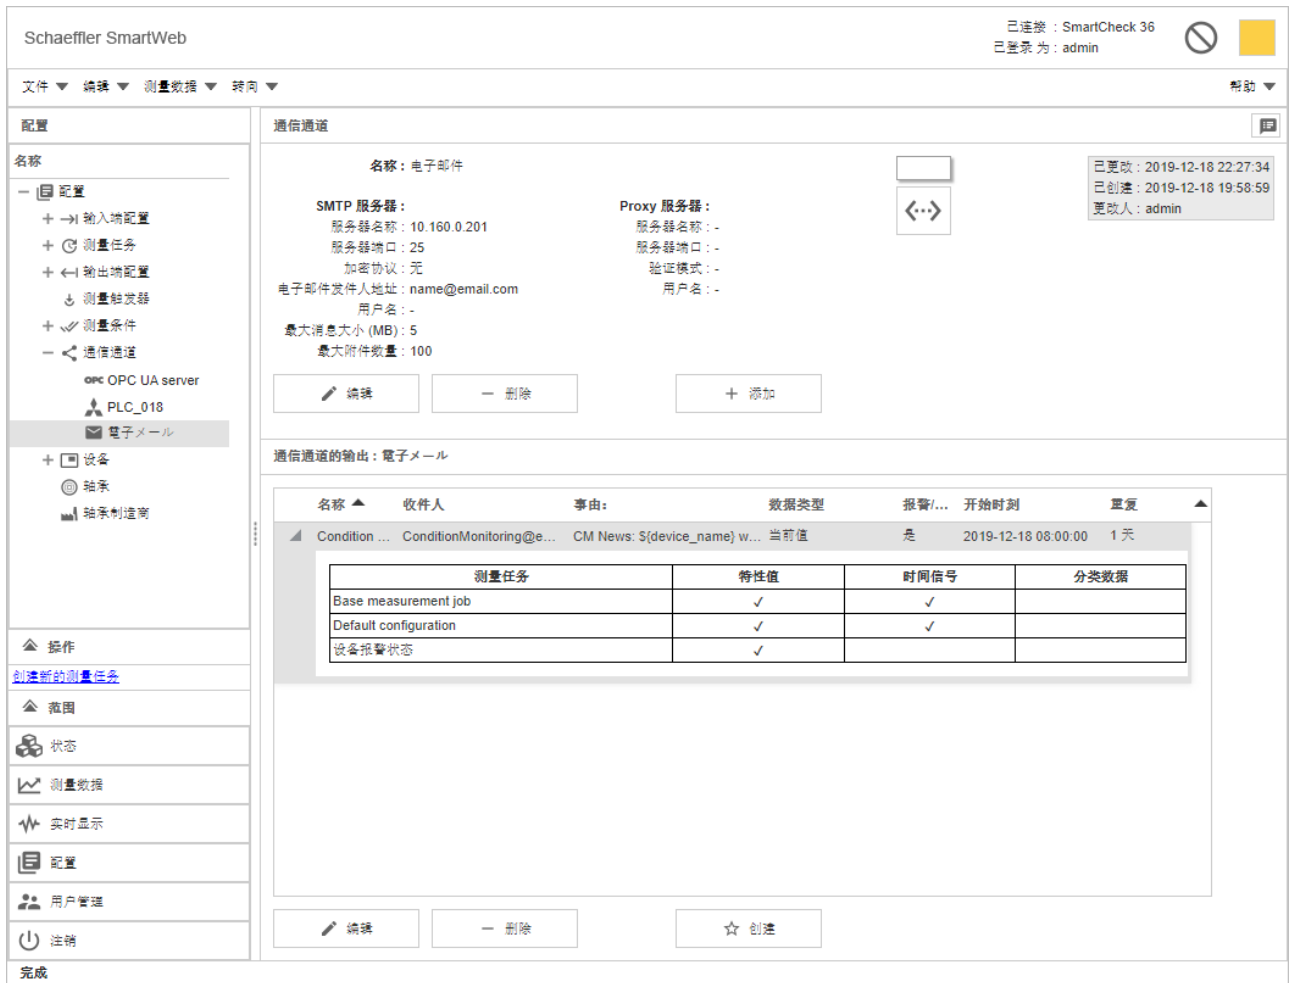 Schaeffler SmartWeb
已连接 : SmartCheck 36
已登录 为 : admin
文件 编辑 测量数据 转向 帮助
配置
名称
配置
输入端配置
测量任务
输出端配置
测量触发器
测量条件
通信通道
OPC OPC UA server
PLC_018
電子メール
设备
轴承
轴承制造商
操作
创建新的测量任务
范围
状态
测量数据
实时显示
配置
用户管理
注销
完成
通信通道
名称 : 电子邮件
SMTP 服务器 :
服务器名称 : 10.160.0.201
服务器端口 : 25
加密协议 : 无
电子邮件发件人地址 : name@email.com
用户名 : -
最大消息大小 (MB) : 5
最大附件数量 : 100
Proxy 服务器 :
服务器名称 : -
服务器端口 : -
验证模式 : -
用户名 : -
已更改 : 2019-12-18 22:27:34
已创建 : 2019-12-18 19:58:59
更改人 : admin
编辑 删除 添加
通信通道的输出 : 電子メール
名称 收件人 事由: 数据类型 报警/... 开始时刻 重复
Condition ... ConditionMonitoring@e... CM News: ${device_name} w... 当前值 是 2019-12-18 08:00:00 1 天
测量任务 特性值 时间信号 分类数据
Base measurement job ✓ ✓
Default configuration ✓ ✓
设备报警状态 ✓
编辑 删除 创建